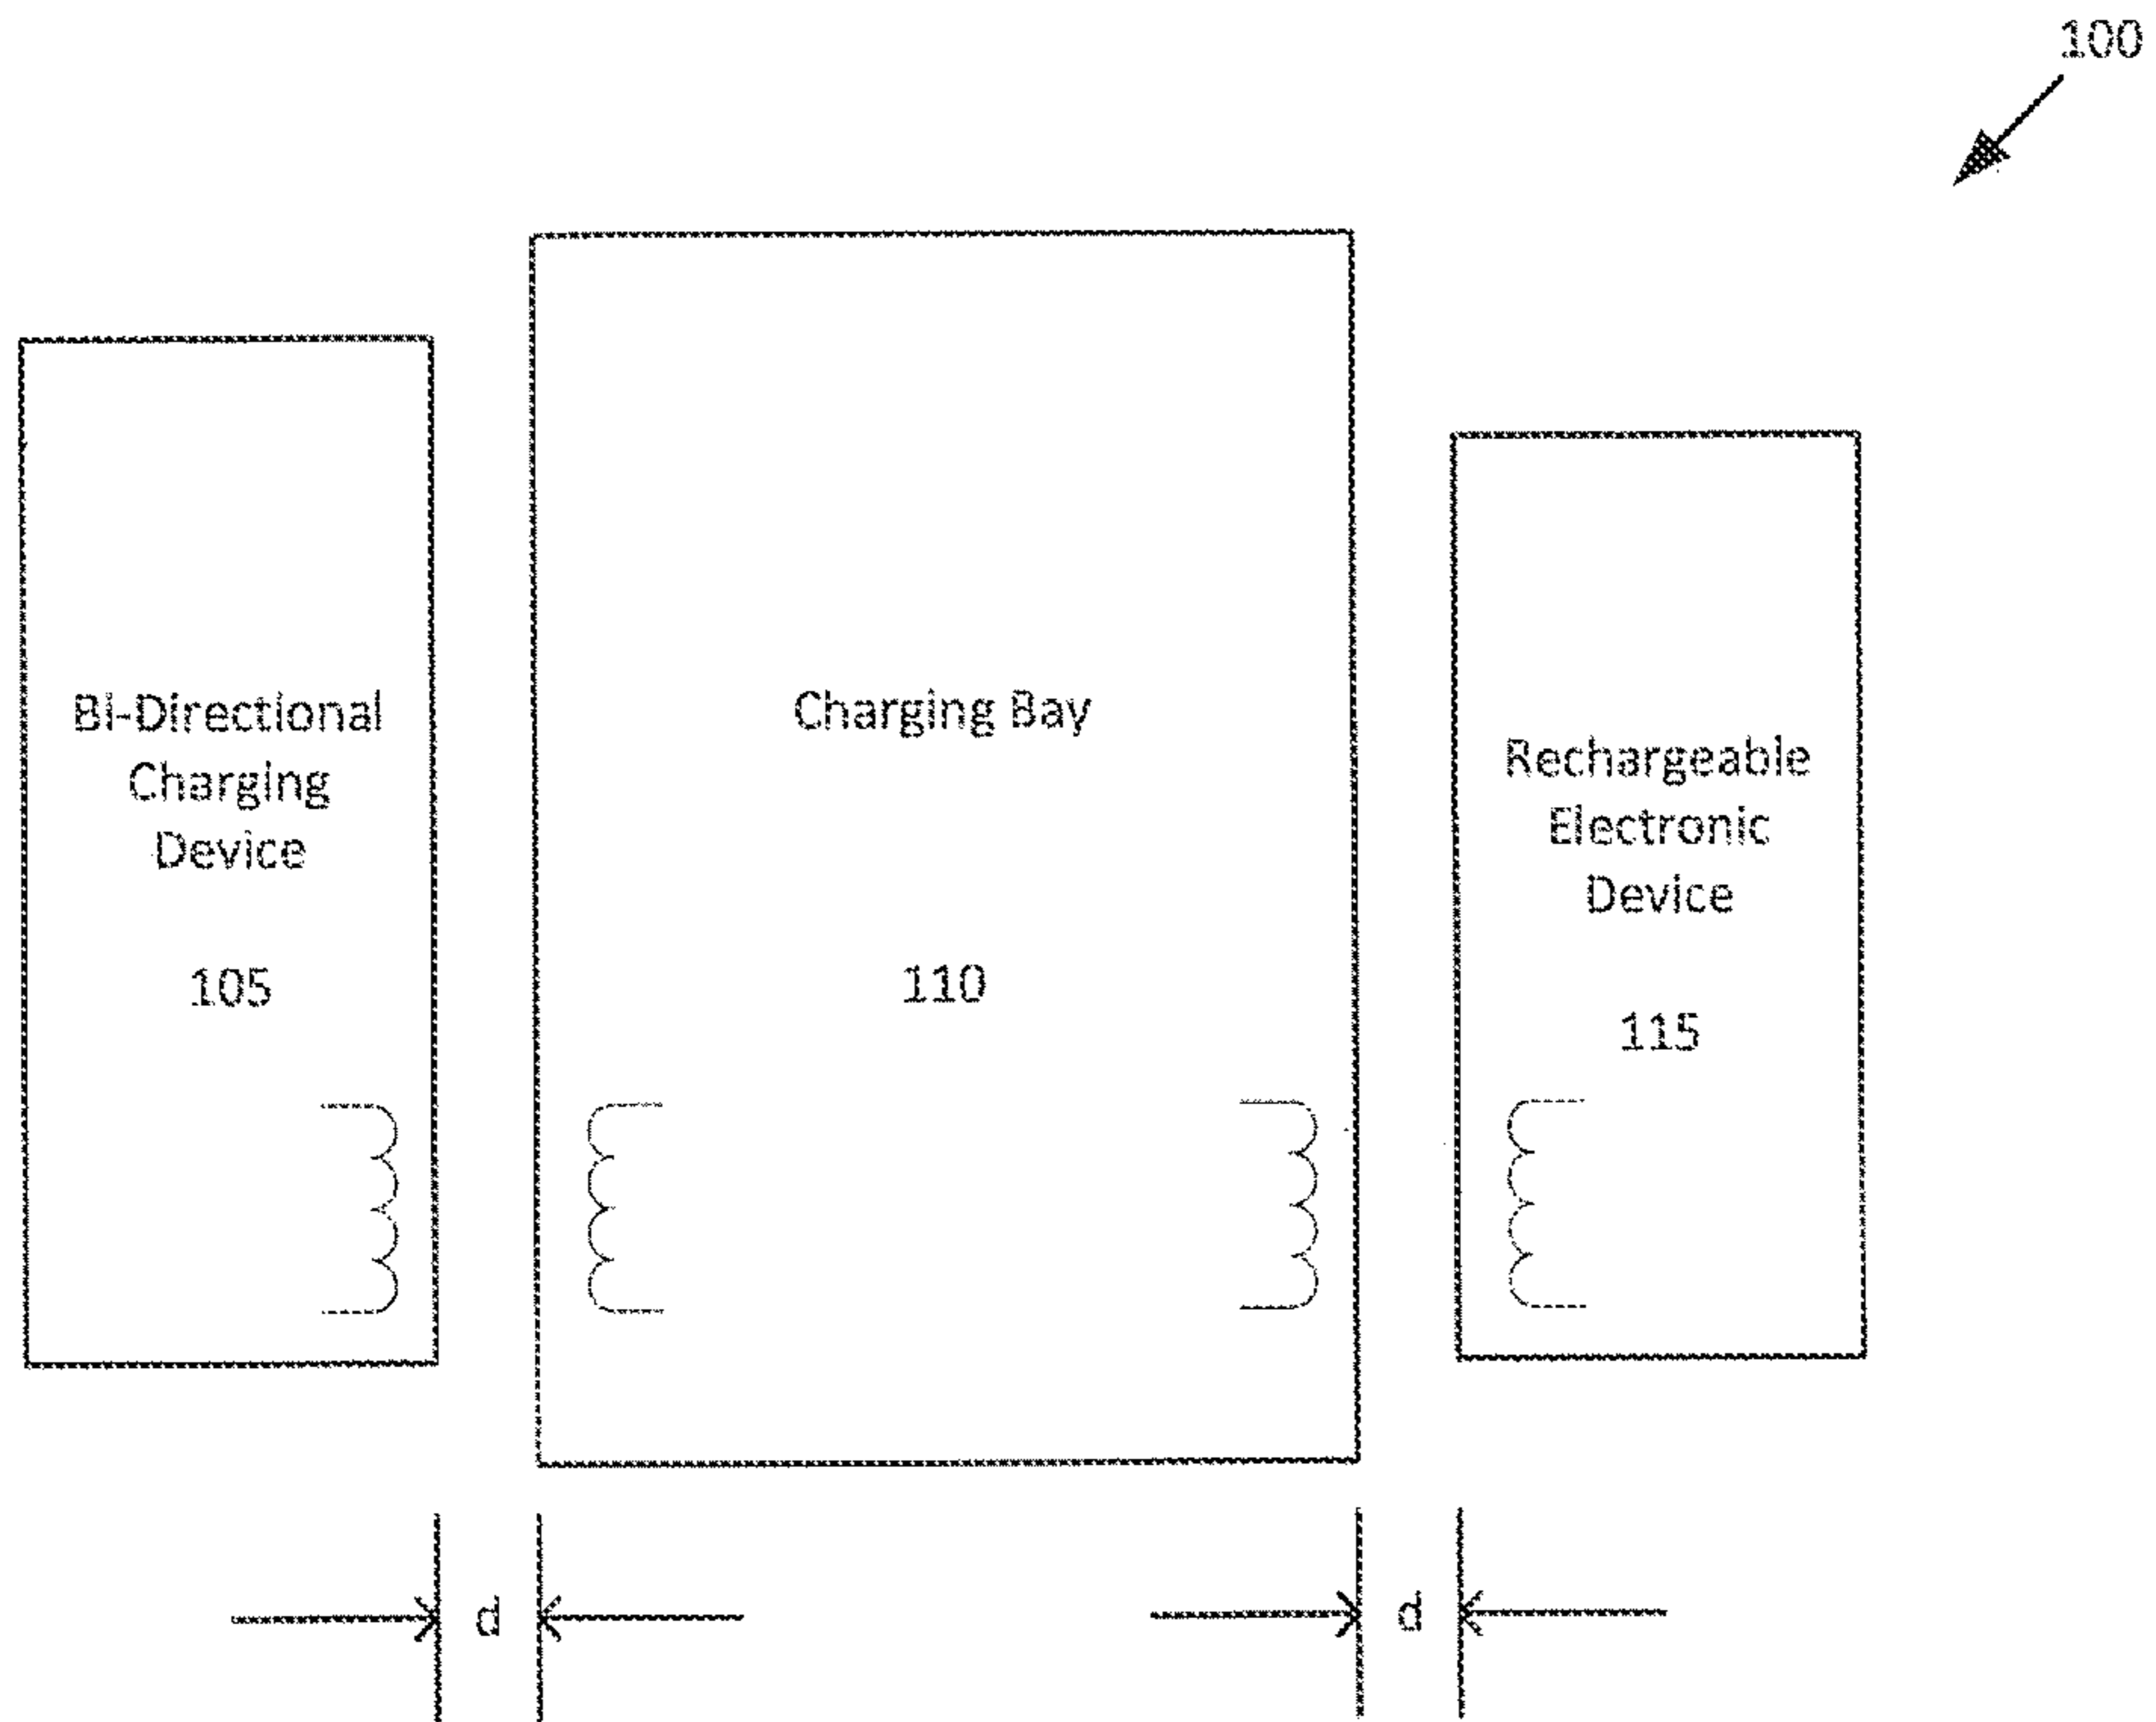 100
Bi-Directional
Charging
Device
105
Charging Bay
110
Rechargeable
Electronic
Device
115
d
d